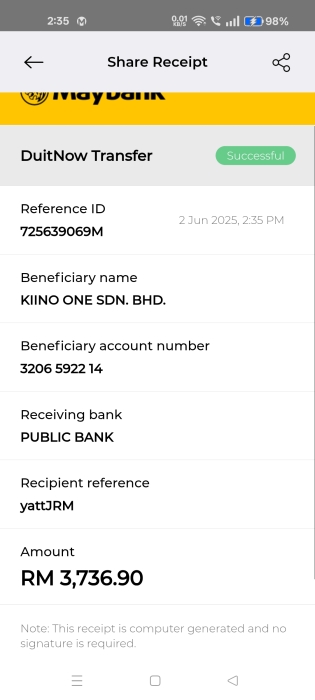 2:35
0.01 KB/S
98%
Share Receipt
Maybank
DuitNow Transfer
Successful
Reference ID
2 Jun 2025, 2:35 PM
725639069M
Beneficiary name
KIINO ONE SDN. BHD.
Beneficiary account number
3206 5922 14
Receiving bank
PUBLIC BANK
Recipient reference
yattJRM
Amount
RM 3,736.90
Note: This receipt is computer generated and no
signature is required.